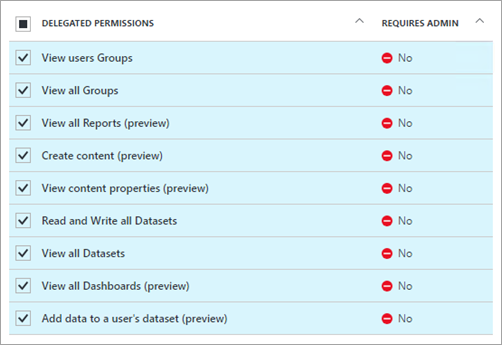 DELEGATED PERMISSIONS REQUIRES ADMIN
View users Groups No
View all Groups No
View all Reports (preview) No
Create content (preview) No
View content properties (preview) No
Read and Write all Datasets No
View all Datasets No
View all Dashboards (preview) No
Add data to a user's dataset (preview) No